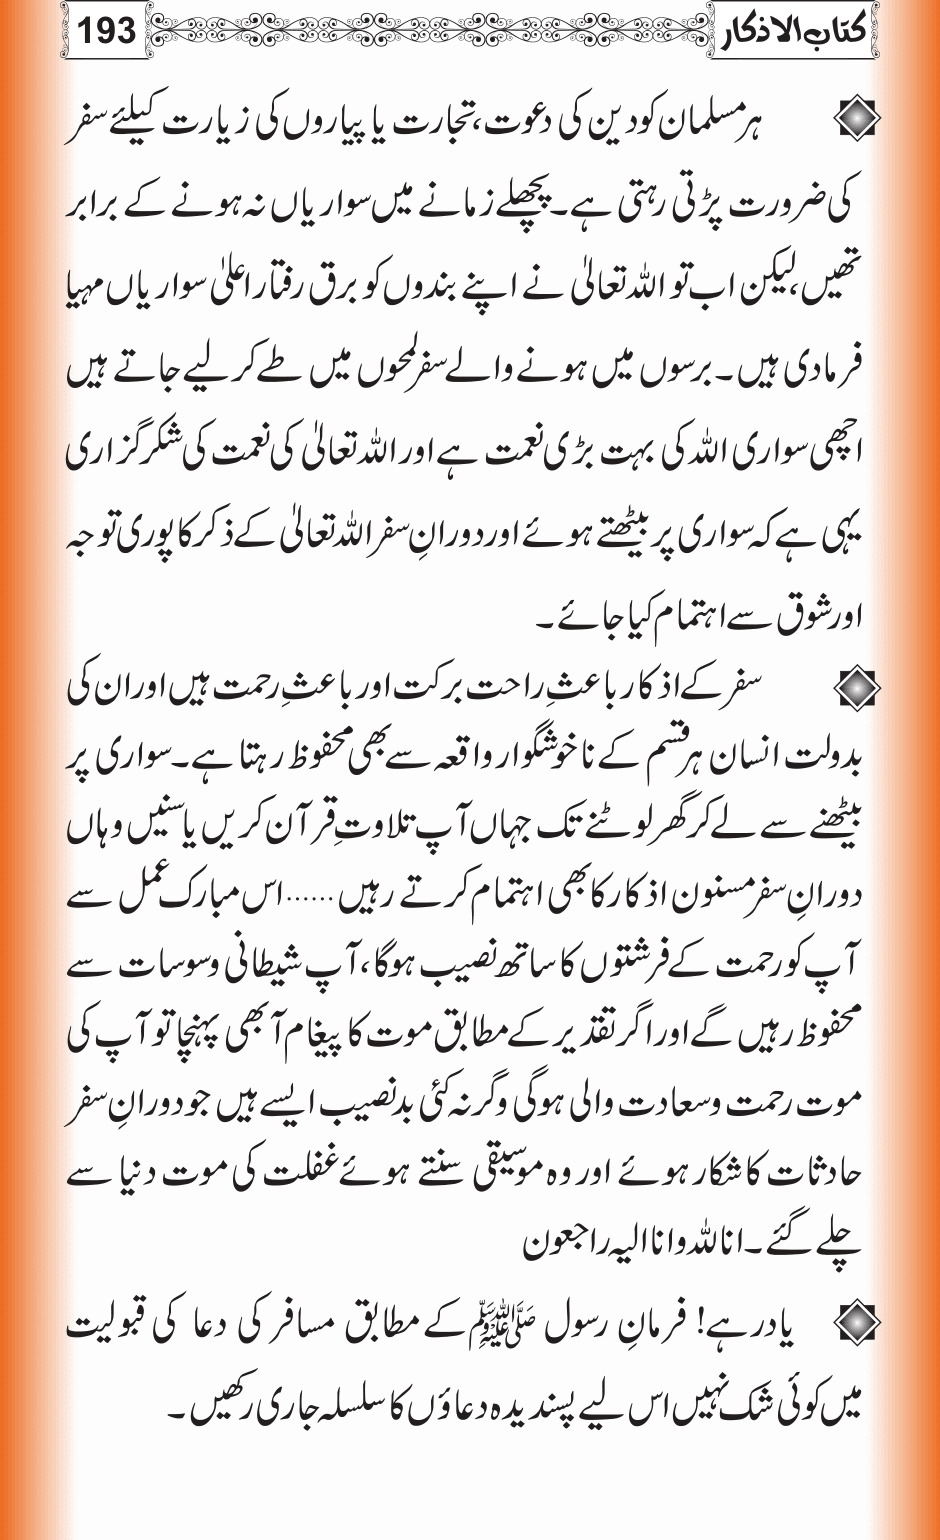 کتاب الاذکار 193
ہر مسلمان کو دین کی دعوت، تجارت یا پیاروں کی زیارت کیلئے سفر
کی ضرورت پڑتی رہتی ہے۔ پچھلے زمانے میں سواریاں نہ ہونے کے برابر
تھیں، لیکن اب تو اللہ تعالیٰ نے اپنے بندوں کو برق رفتار اعلیٰ سواریاں مہیا
فرمادی ہیں۔ برسوں میں ہونے والے سفر لمحوں میں طے کر لیے جاتے ہیں
اچھی سواری اللہ کی بہت بڑی نعمت ہے اور اللہ تعالیٰ کی نعمت کی شکر گزاری
یہی ہے کہ سواری پر بیٹھتے ہوئے اور دورانِ سفر اللہ تعالیٰ کے ذکر کا پوری توجہ
اور شوق سے اہتمام کیا جائے۔
سفر کے اذکار باعثِ راحت برکت اور باعثِ رحمت ہیں اور ان کی
بدولت انسان ہر قسم کے ناخوشگوار واقعہ سے بھی محفوظ رہتا ہے۔ سواری پر
بیٹھنے سے لے کر گھر لوٹنے تک جہاں آپ تلاوتِ قرآن کریں یا سنیں وہاں
دورانِ سفر مسنون اذکار کا بھی اہتمام کرتے رہیں ...... اس مبارک عمل سے
آپ کو رحمت کے فرشتوں کا ساتھ نصیب ہوگا، آپ شیطانی وسوسات سے
محفوظ رہیں گے اور اگر تقدیر کے مطابق موت کا پیغام آبھی پہنچا تو آپ کی
موت رحمت وسعادت والی ہوگی وگرنہ کئی بدنصیب ایسے ہیں جو دورانِ سفر
حادثات کا شکار ہوئے اور وہ موسیقی سنتے ہوئے غفلت کی موت دنیا سے
چلے گئے۔ انا للہ وانا الیہ راجعون
یاد رہے! فرمانِ رسول ﷺ کے مطابق مسافر کی دعا کی قبولیت
میں کوئی شک نہیں اس لیے پسندیدہ دعاؤں کا سلسلہ جاری رکھیں۔